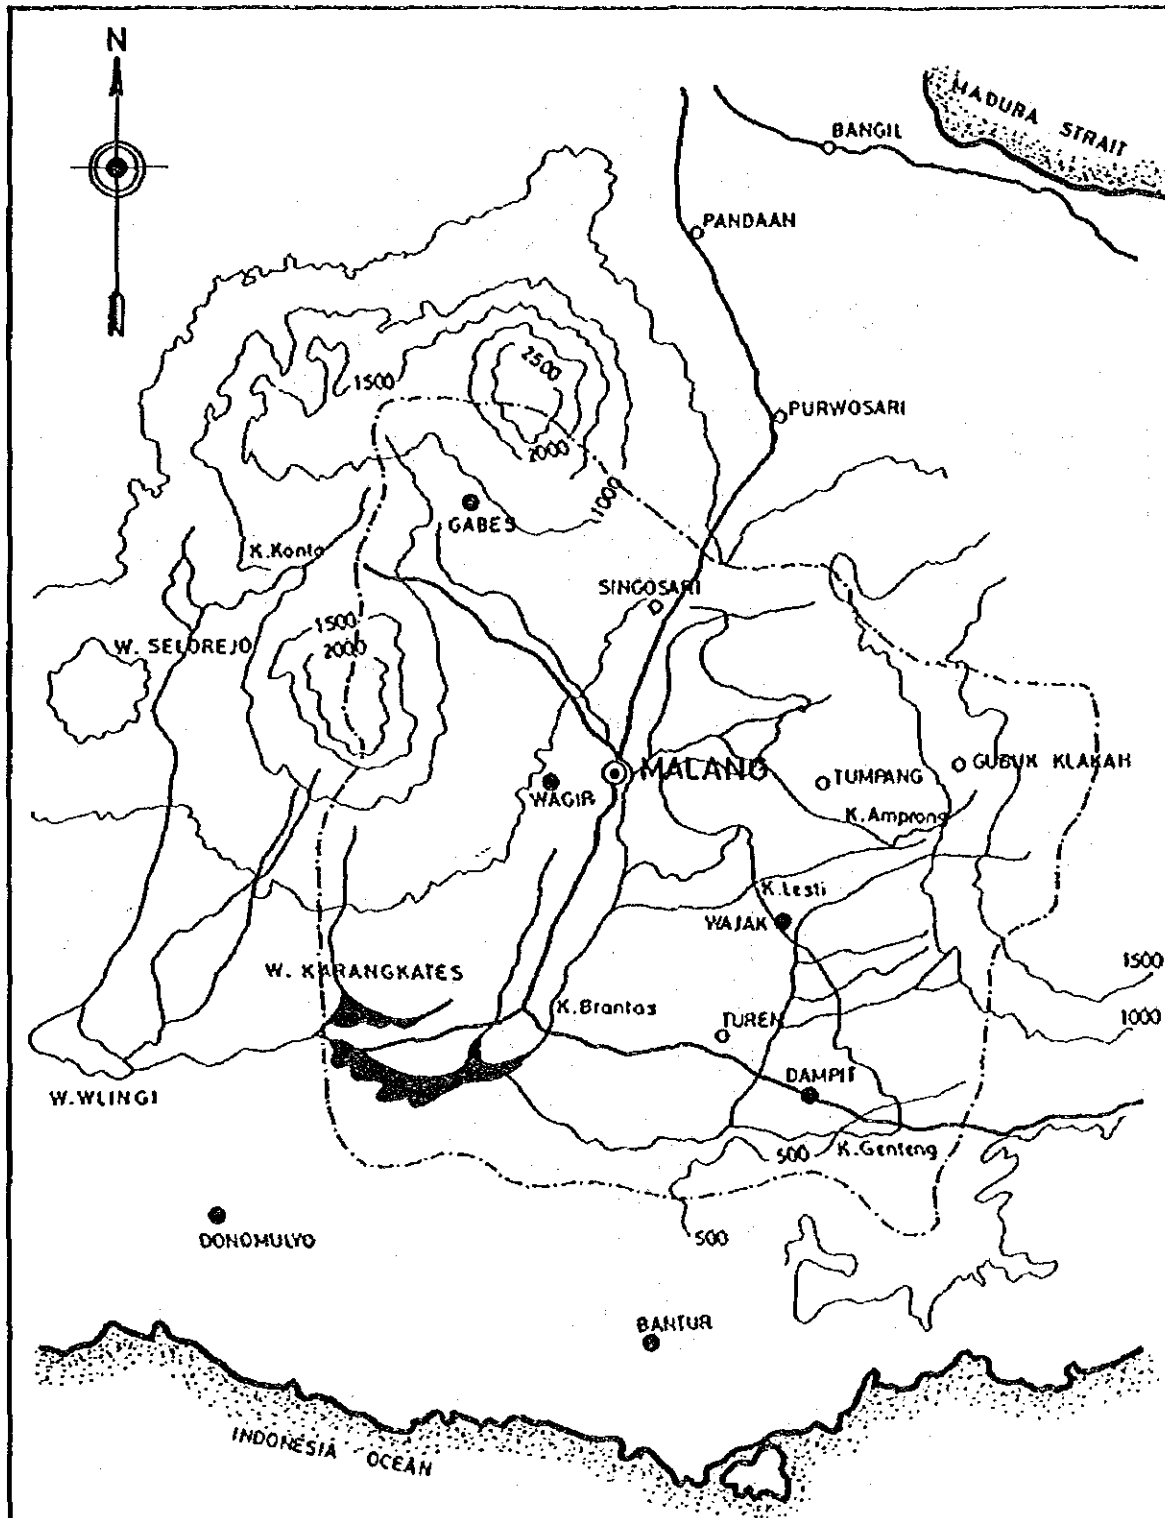 N
MADURA STRAIT
BANGIL
PANDAAN
2500
1500
PURWOSARI
2000
1000
GABES
K.Konto
SINGOSARI
1500
W. SELOREJO
2000
MALANG
GUBUK KLAKAH
WAGIR
TUMPANG
K.Amprong
K.Lesti
WAJAK
W. KARANGKATES
1500
K.Brantas
1000
TUREN
DAMPIT
W.WLINGI
500
K.Genteng
500
DONOMULYO
BANTUR
INDONESIA OCEAN